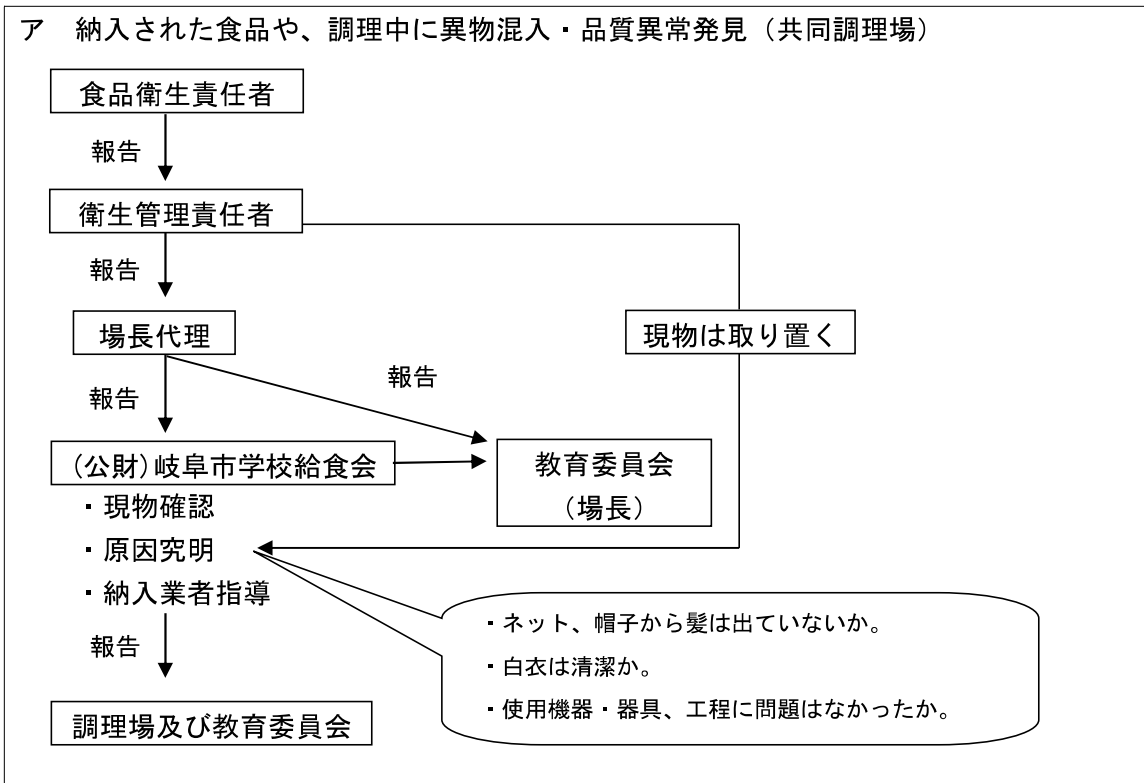 ア 納入された食品や、調理中に異物混入・品質異常発見（共同調理場）
食品衛生責任者
報告
衛生管理責任者
報告
場長代理
現物は取り置く
報告
報告
(公財)岐阜市学校給食会
教育委員会
（場長）
・現物確認
・原因究明
・納入業者指導
・ネット、帽子から髪は出ていないか。
・白衣は清潔か。
・使用機器・器具、工程に問題はなかったか。
報告
調理場及び教育委員会